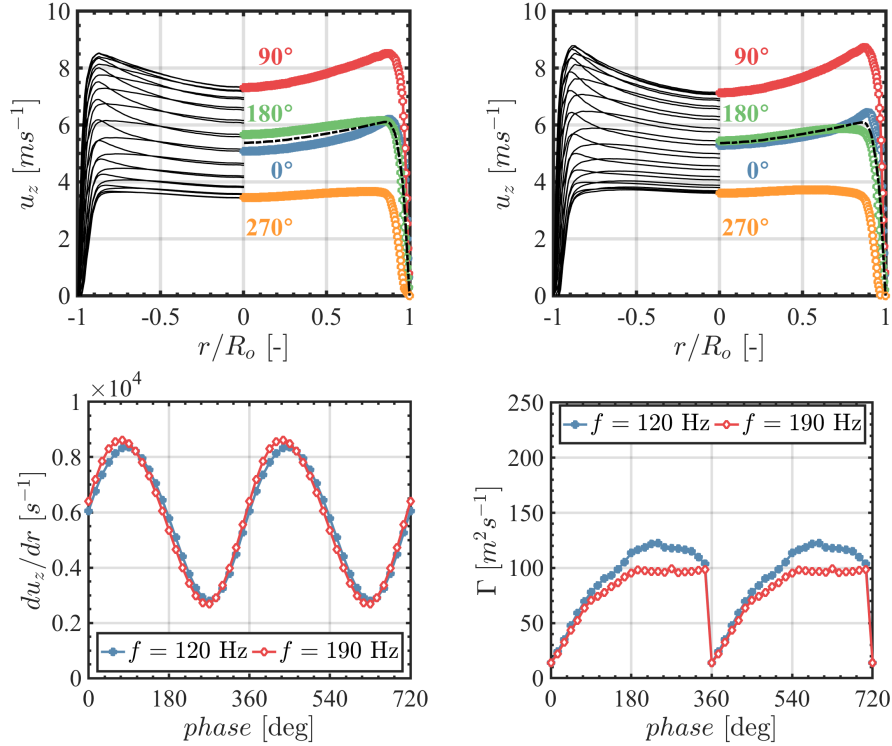 10
8
6
4
2
0
u_z [ms^{-1}]
90°
180°
0°
270°
-1 -0.5 0 0.5 1
r/R_o [-]
10
8
6
4
2
0
u_z [ms^{-1}]
90°
180°
0°
270°
-1 -0.5 0 0.5 1
r/R_o [-]
×10^4
1
0.8
0.6
0.4
0.2
0
du_z/dr [s^{-1}]
f = 120 Hz f = 190 Hz
0 180 360 540 720
phase [deg]
250
200
150
100
50
0
Γ [m^2s^{-1}]
f = 120 Hz f = 190 Hz
0 180 360 540 720
phase [deg]